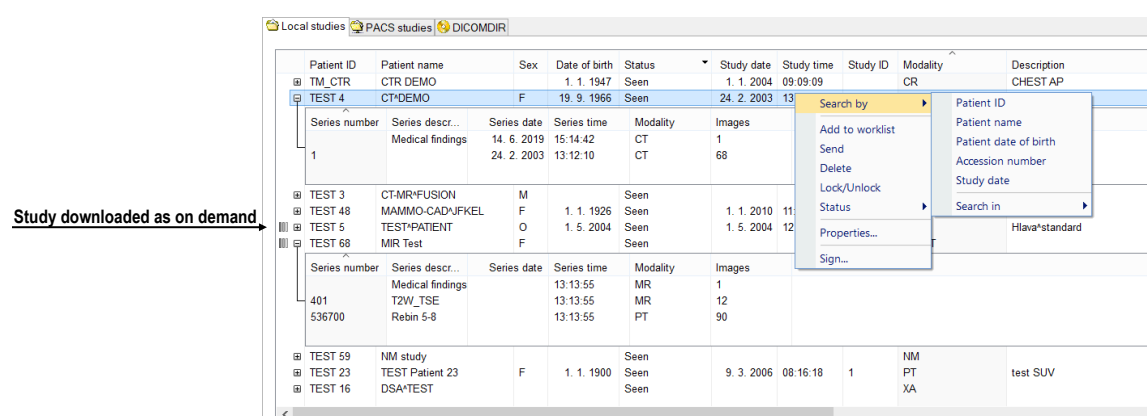 Local studies PACS studies DICOMDIR
Patient ID Patient name Sex Date of birth Status Study date Study time Study ID Modality Description
TM_CTR CTR DEMO 1. 1. 1947 Seen 1. 1. 2004 09:09:09 CR CHEST AP
TEST 4 CT^DEMO F 19. 9. 1966 Seen 24. 2. 2003 13
Series number Series descr... Series date Series time Modality Images
Medical findings 14. 6. 2019 15:14:42 CT 1
1 24. 2. 2003 13:12:10 CT 68
TEST 3 CT-MR^FUSION M Seen
TEST 48 MAMMO-CAD^JFKEL F 1. 1. 1926 Seen 1. 1. 2010 11:
Study downloaded as on demand
TEST 5 TEST^PATIENT O 1. 5. 2004 Seen 1. 5. 2004 12 Hlava^standard
TEST 68 MIR Test F Seen T
Series number Series descr... Series date Series time Modality Images
Medical findings 13:13:55 MR 1
401 T2W_TSE 13:13:55 MR 12
536700 Rebin 5-8 13:13:55 PT 90
TEST 59 NM study Seen NM
TEST 23 TEST Patient 23 F 1. 1. 1900 Seen 9. 3. 2006 08:16:18 1 PT test SUV
TEST 16 DSA^TEST Seen XA
Search by
Add to worklist
Send
Delete
Lock/Unlock
Status
Properties...
Sign...
Patient ID
Patient name
Patient date of birth
Accession number
Study date
Search in